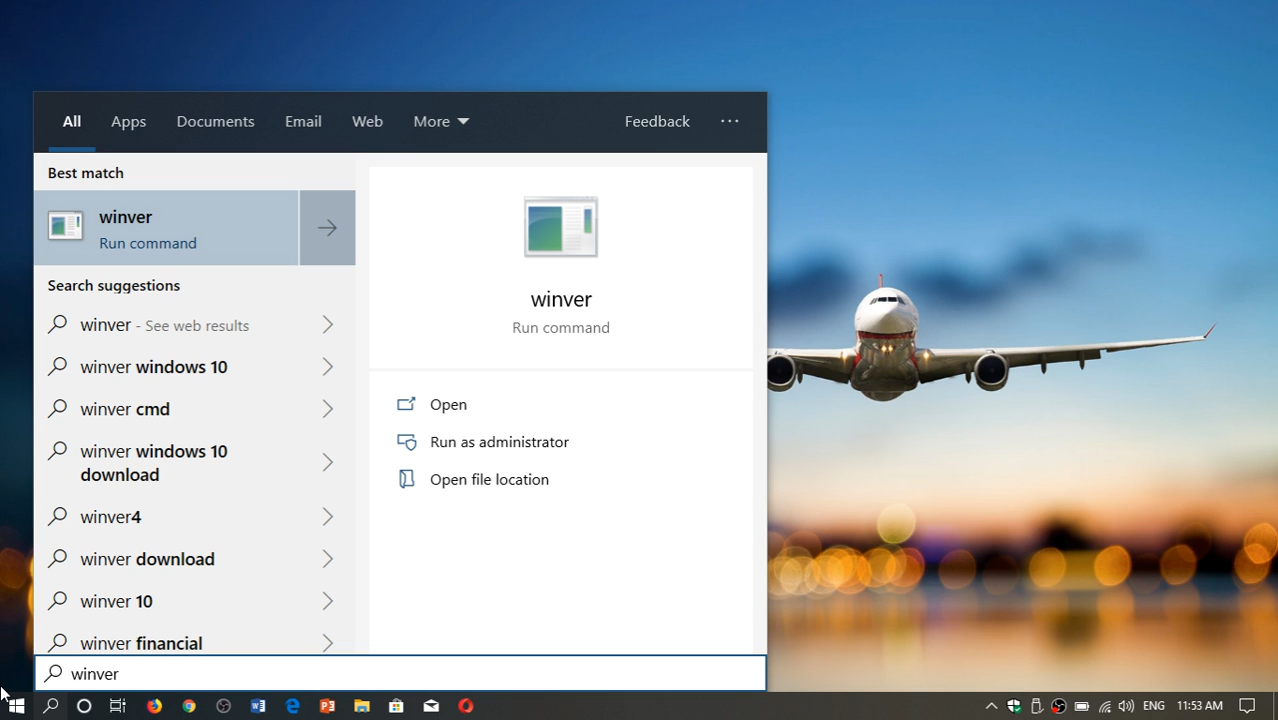 All Apps Documents Email Web More Feedback ...
Best match
winver
Run command
Search suggestions
winver - See web results
winver windows 10
winver cmd
winver windows 10
download
winver4
winver download
winver 10
winver financial
winver
Run command
Open
Run as administrator
Open file location
winver
ENG 11:53 AM